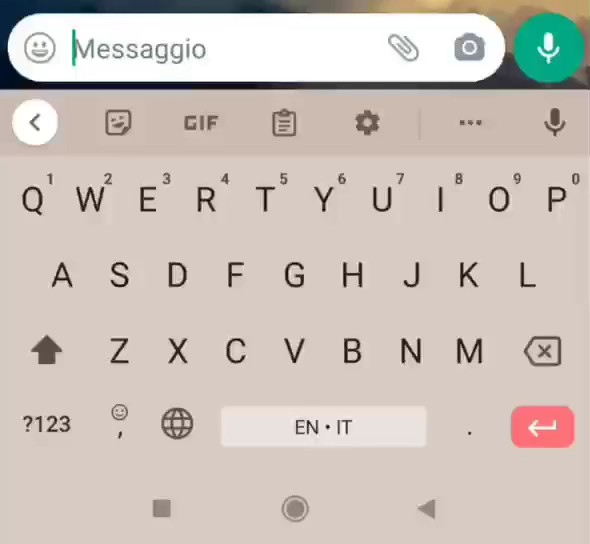 Messaggio
GIF
Q1 W2 E3 R4 T5 Y6 U7 I8 O9 P0
A S D F G H J K L
Z X C V B N M
?123 , EN • IT .